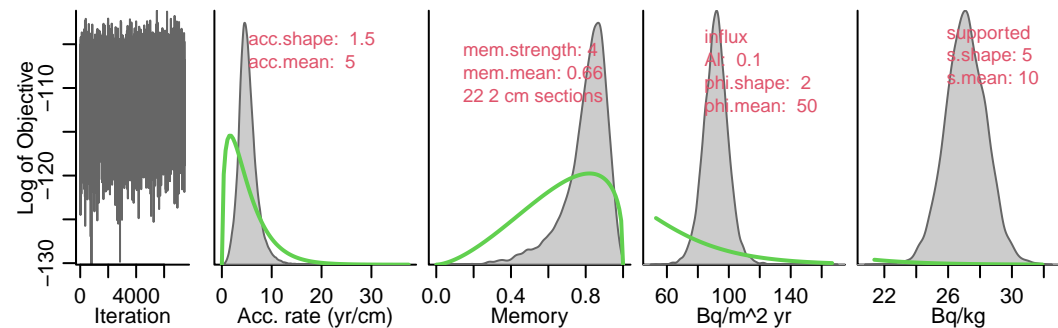 Log of Objective
−130
−120
−110
0
4000
Iteration
acc.shape: 1.5
acc.mean: 5
0
10
20
30
Acc. rate (yr/cm)
mem.strength: 4
mem.mean: 0.66
22 2 cm sections
0.0
0.4
0.8
Memory
influx
Al: 0.1
phi.shape: 2
phi.mean: 50
60
100
140
Bq/m^2 yr
supported
s.shape: 5
s.mean: 10
22
26
30
Bq/kg